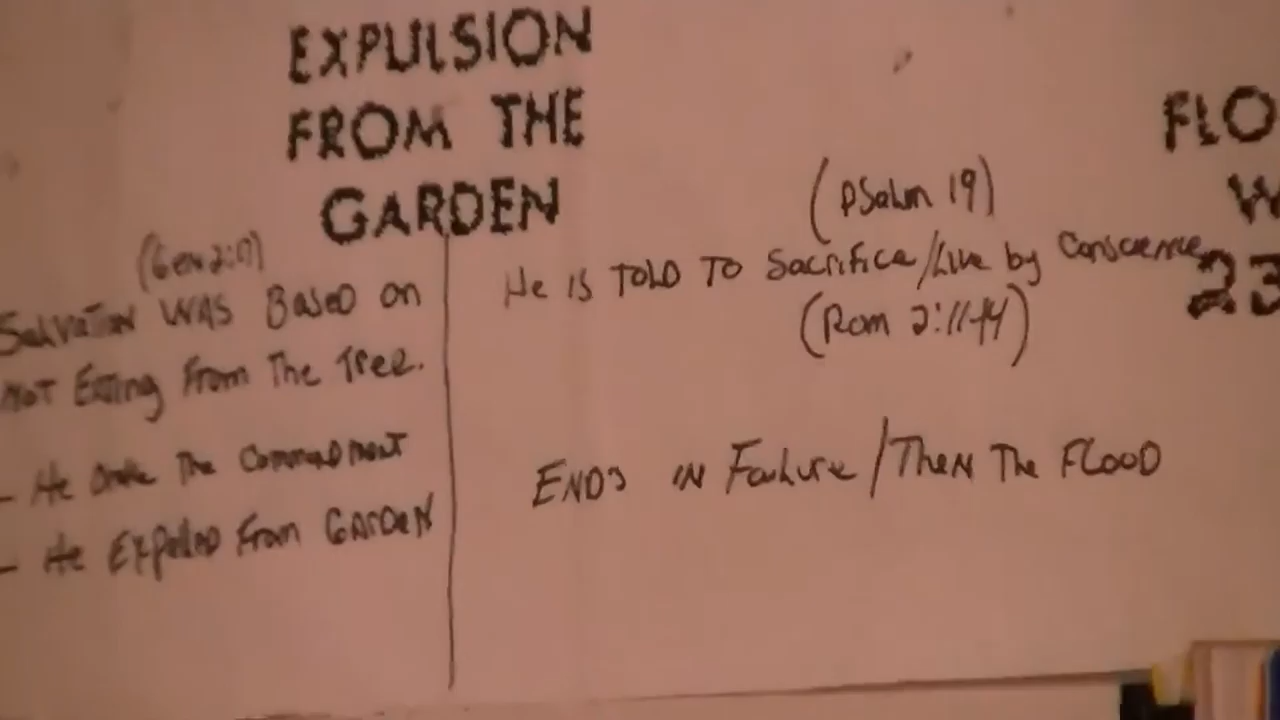 EXPULSION
FROM THE
GARDEN
(Gen 2:17)
Salvation was Based on
not Eating From The Tree.
- He broke The Commandment
- He Expelled From GARDEN
(Psalm 19)
He is TOLD TO Sacrifice/Live by Conscience
(Rom 2:11-14)
ENDS IN Failure/Then The FLOOD
FLO
W
23